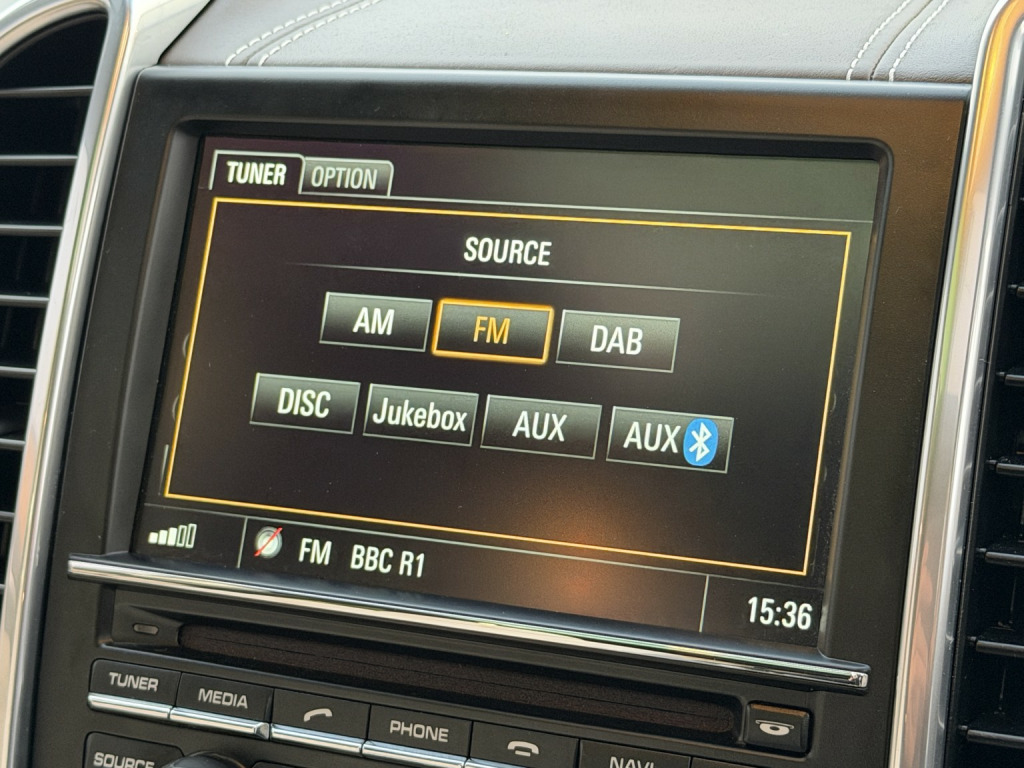 TUNER OPTION
SOURCE
AM FM DAB
DISC Jukebox AUX AUX
FM BBC R1
15:36
TUNER MEDIA PHONE NAVI
SOURCE